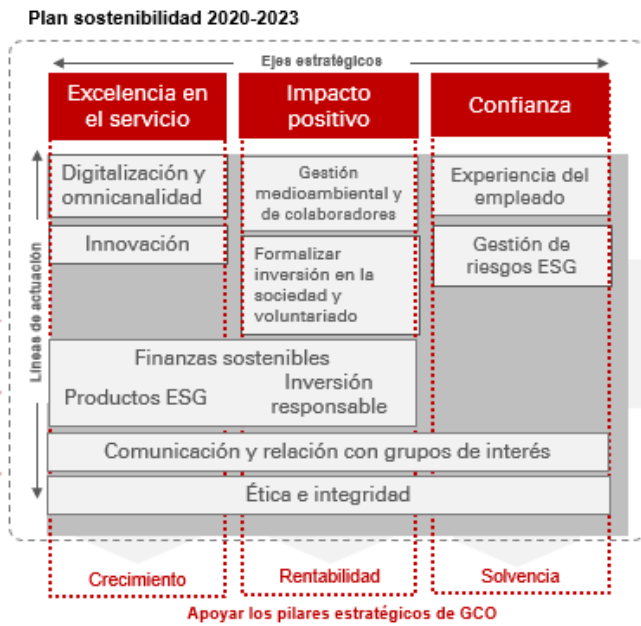 Plan sostenibilidad 2020-2023
Ejes estratégicos
Excelencia en
el servicio
Impacto
positivo
Confianza
Líneas de actuación
Digitalización y
omnicanalidad
Gestión
medioambiental y
de colaboradores
Experiencia del
empleado
Innovación
Formalizar
inversión en la
sociedad y
voluntariado
Gestión de
riesgos ESG
Finanzas sostenibles
Productos ESG
Inversión
responsable
Comunicación y relación con grupos de interés
Ética e integridad
Crecimiento
Rentabilidad
Solvencia
Apoyar los pilares estratégicos de GCO